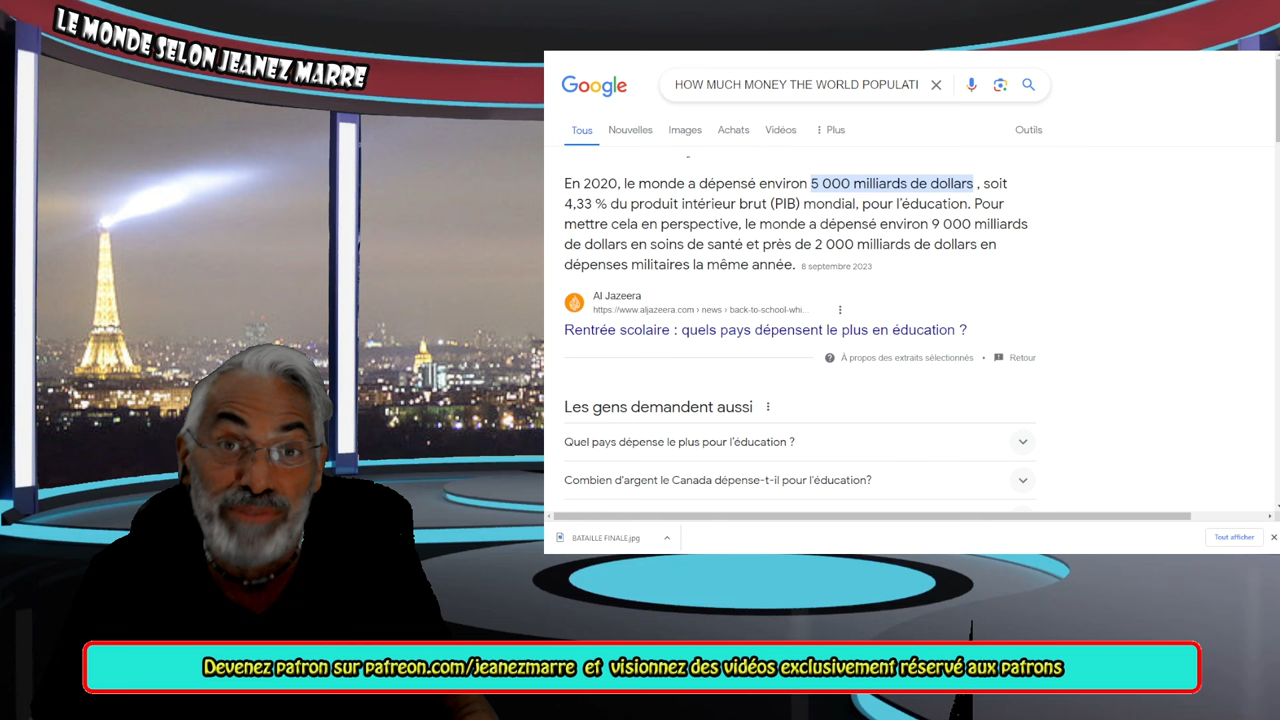 LE MONDE SELON JEANEZ MARRE
Google
HOW MUCH MONEY THE WORLD POPULATI
Tous Nouvelles Images Achats Vidéos Plus Outils
En 2020, le monde a dépensé environ 5 000 milliards de dollars , soit
4,33 % du produit intérieur brut (PIB) mondial, pour l'éducation. Pour
mettre cela en perspective, le monde a dépensé environ 9 000 milliards
de dollars en soins de santé et près de 2 000 milliards de dollars en
dépenses militaires la même année. 8 septembre 2023
Al Jazeera
https://www.aljazeera.com › news › back-to-school-whi...
Rentrée scolaire : quels pays dépensent le plus en éducation ?
À propos des extraits sélectionnés • Retour
Les gens demandent aussi
Quel pays dépense le plus pour l'éducation ?
Combien d'argent le Canada dépense-t-il pour l'éducation?
BATAILLE FINALE.jpg
Tout afficher
Devenez patron sur patreon.com/jeanezmarre et visionnez des vidéos exclusivement réservé aux patrons